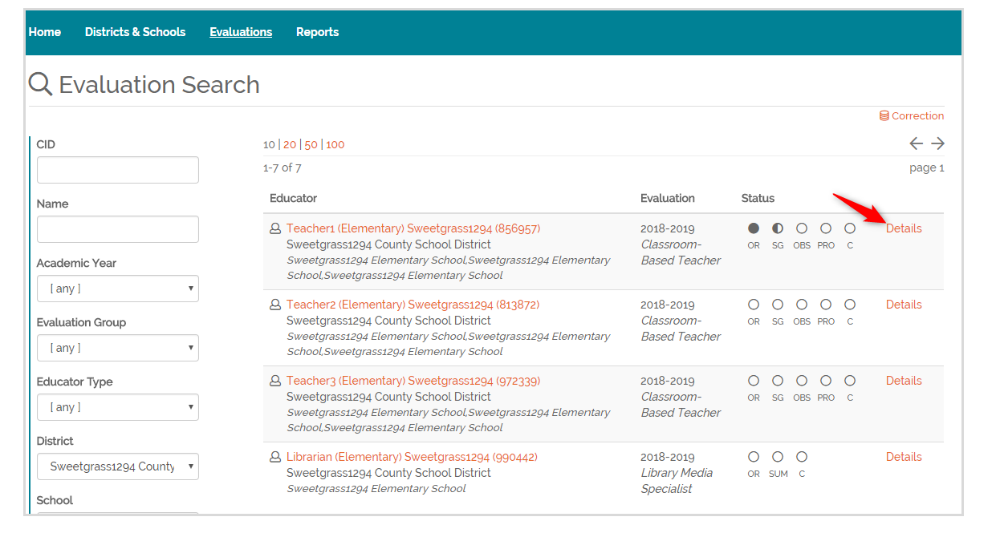 Home Districts & Schools Evaluations Reports
Evaluation Search
Correction
CID
Name
Academic Year
[ any ]
Evaluation Group
[ any ]
Educator Type
[ any ]
District
Sweetgrass1294 County
School
10 | 20 | 50 | 100
1-7 of 7 page 1
Educator Evaluation Status
Teacher1 (Elementary) Sweetgrass1294 (856957)
Sweetgrass1294 County School District
Sweetgrass1294 Elementary School,Sweetgrass1294 Elementary
School,Sweetgrass1294 Elementary School
2018-2019
Classroom-
Based Teacher
OR SG OBS PRO C
Details
Teacher2 (Elementary) Sweetgrass1294 (813872)
Sweetgrass1294 County School District
Sweetgrass1294 Elementary School,Sweetgrass1294 Elementary
School,Sweetgrass1294 Elementary School
2018-2019
Classroom-
Based Teacher
OR SG OBS PRO C
Details
Teacher3 (Elementary) Sweetgrass1294 (972339)
Sweetgrass1294 County School District
Sweetgrass1294 Elementary School,Sweetgrass1294 Elementary
School,Sweetgrass1294 Elementary School
2018-2019
Classroom-
Based Teacher
OR SG OBS PRO C
Details
Librarian (Elementary) Sweetgrass1294 (990442)
Sweetgrass1294 County School District
Sweetgrass1294 Elementary School
2018-2019
Library Media
Specialist
OR SUM C
Details